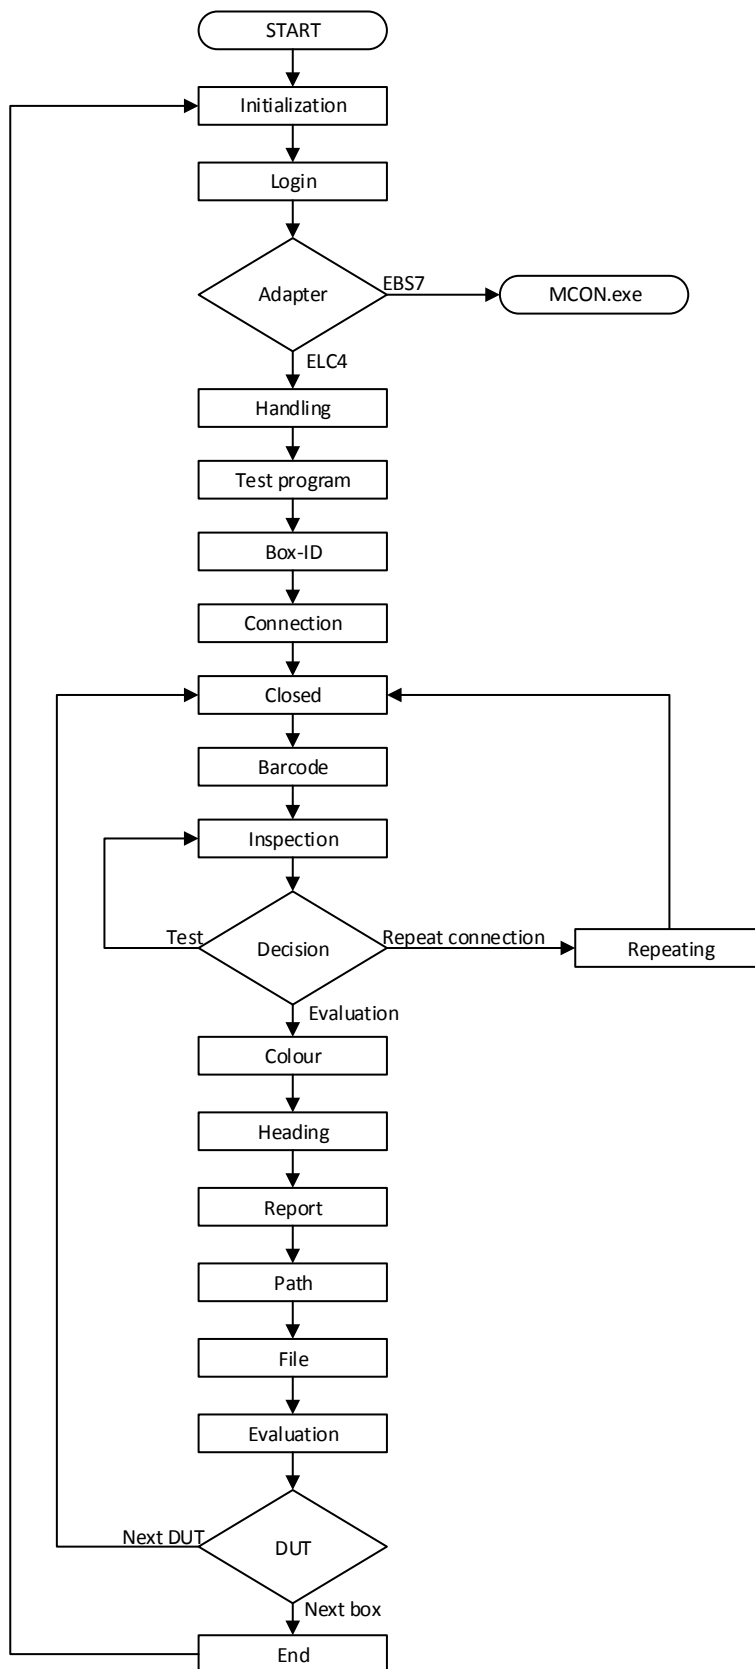 START
Initialization
Login
Adapter
EBS7
MCON.exe
ELC4
Handling
Test program
Box-ID
Connection
Closed
Barcode
Inspection
Test
Decision
Repeat connection
Repeating
Evaluation
Colour
Heading
Report
Path
File
Evaluation
Next DUT
DUT
Next box
End